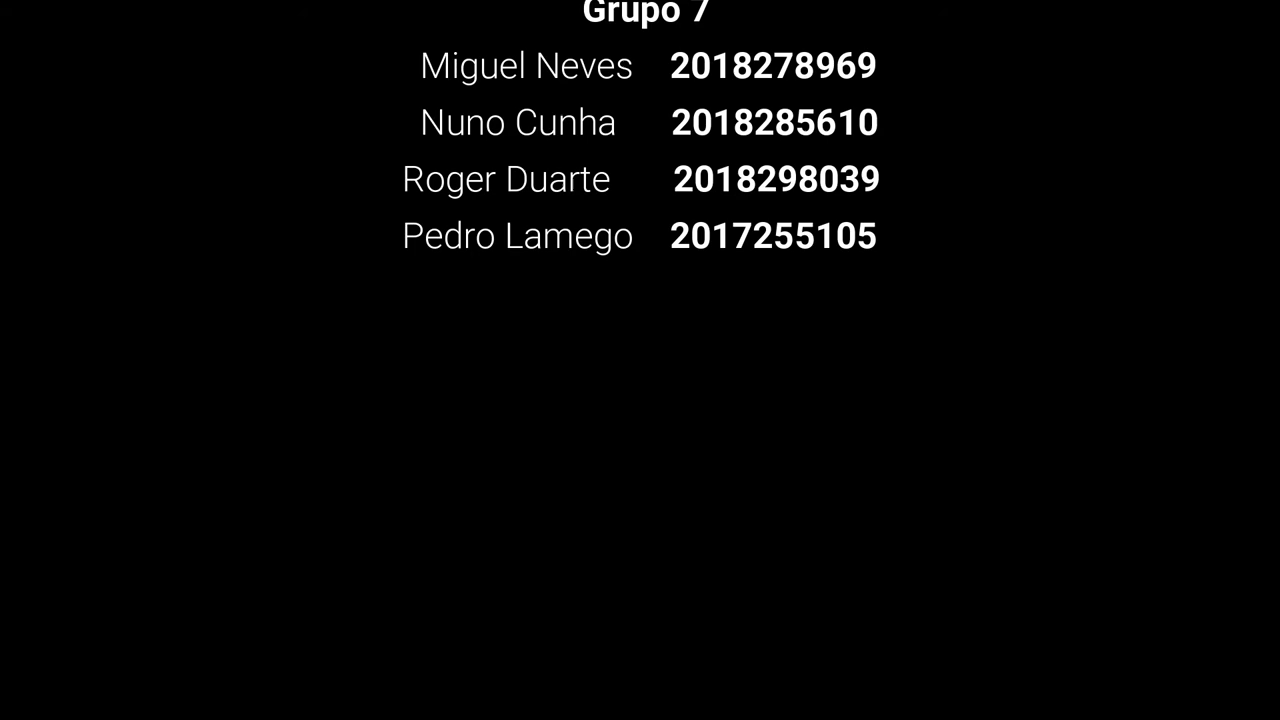 Grupo 7
Miguel Neves 2018278969
Nuno Cunha 2018285610
Roger Duarte 2018298039
Pedro Lamego 2017255105